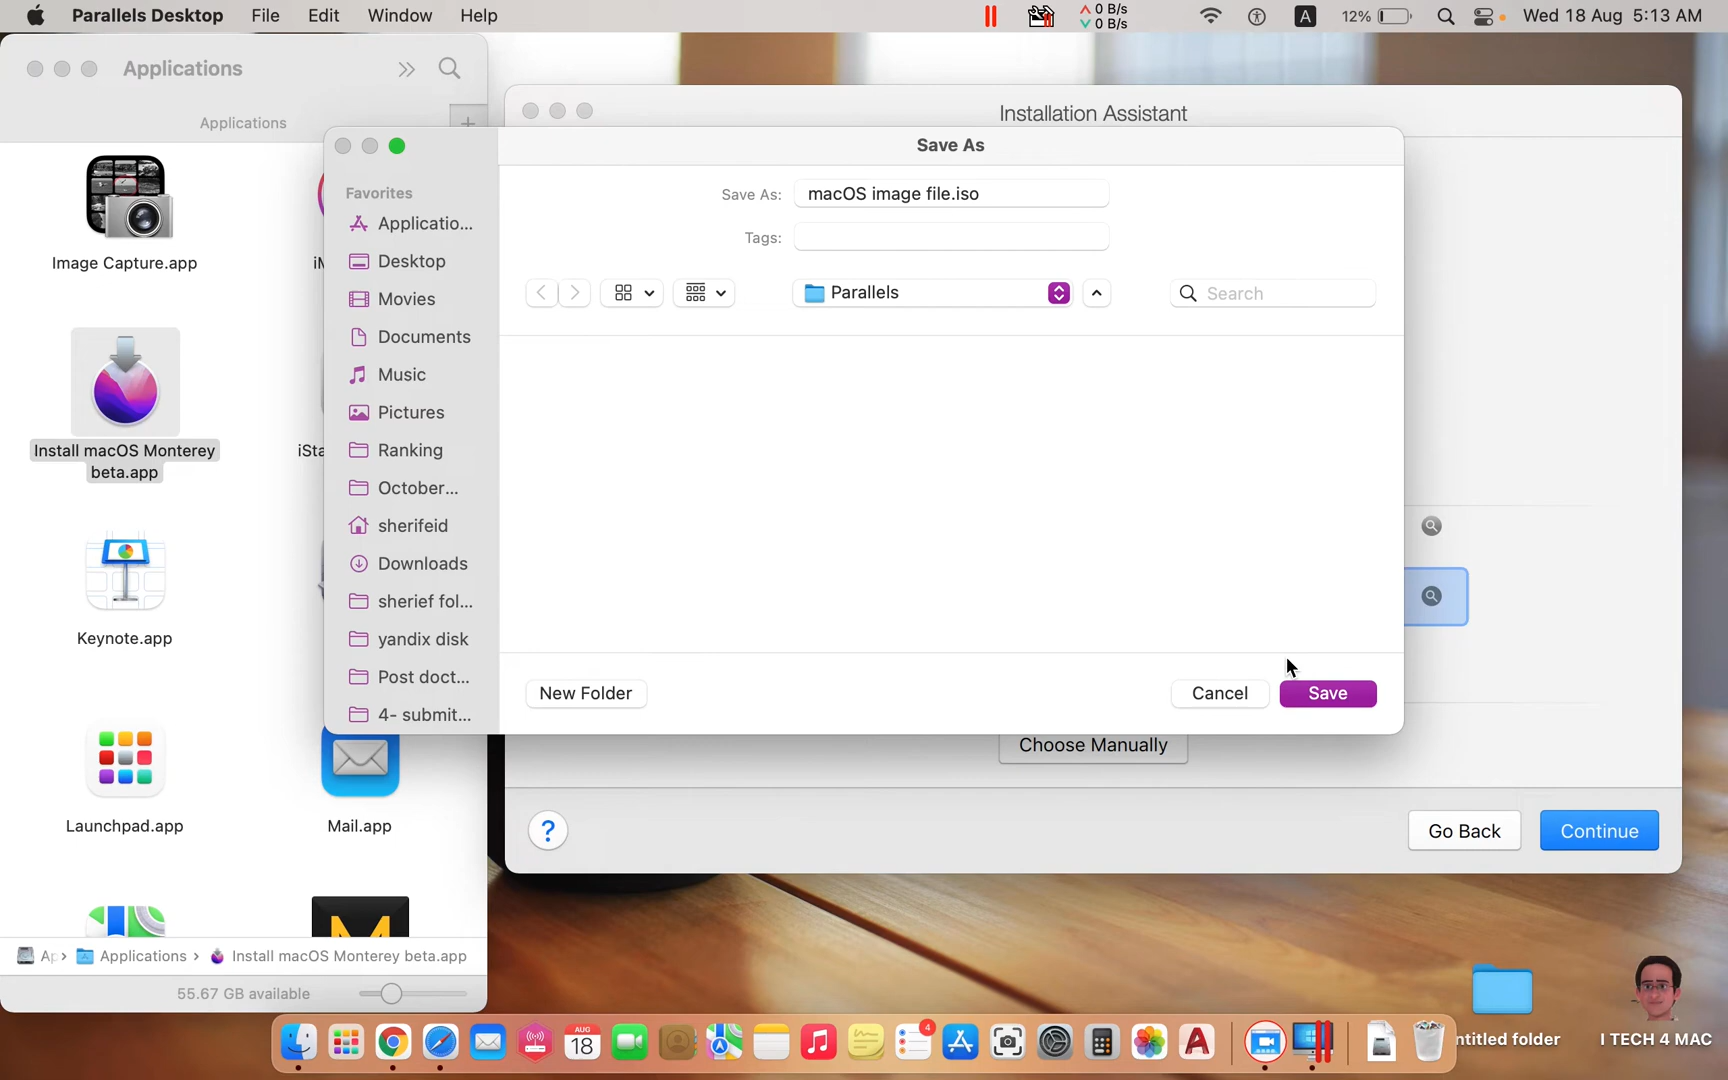 Parallels Desktop File Edit Window Help
0 B/s
0 B/s
A
12%
Wed 18 Aug 5:13 AM
Applications
Applications
Image Capture.app
Install macOS Monterey
beta.app
Keynote.app
Launchpad.app
Mail.app
Applications
Install macOS Monterey beta.app
55.67 GB available
Installation Assistant
Save As
Favorites
Applicatio...
Desktop
Movies
Documents
Music
Pictures
Ranking
October...
sherifeid
Downloads
sherief fol...
yandix disk
Post doct...
4- submit...
Save As: macOS image file.iso
Tags:
Parallels
Search
New Folder
Cancel
Save
Choose Manually
?
Go Back
Continue
ntitled folder
I TECH 4 MAC
AUG
18
4